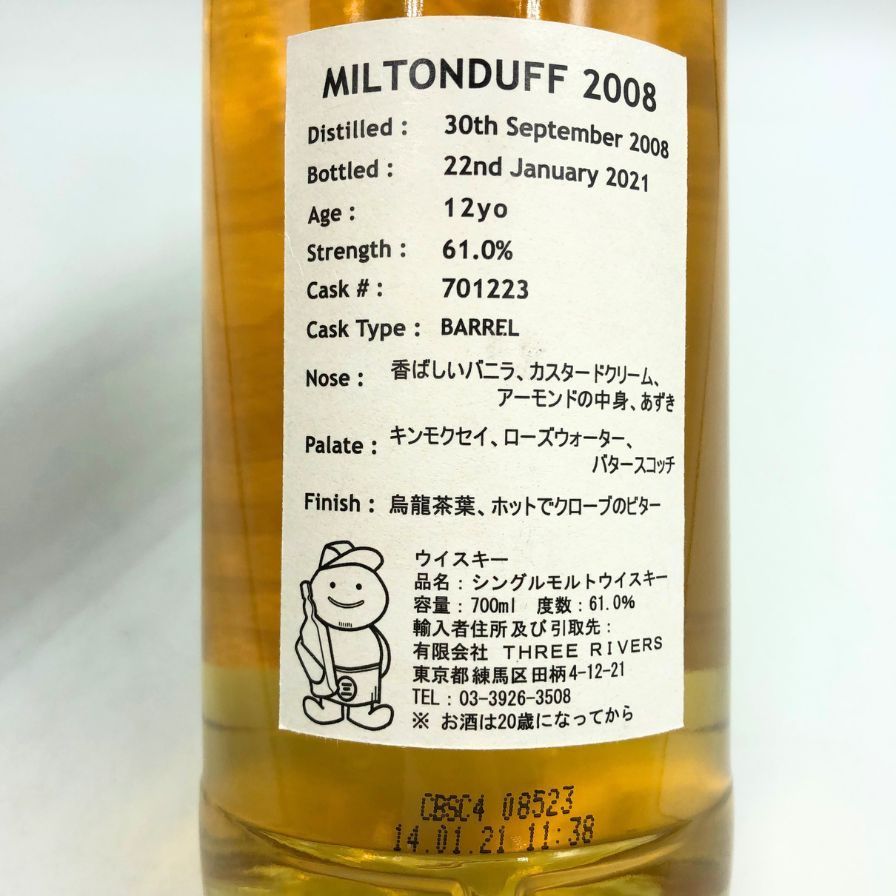 MILTONDUFF 2008
Distilled : 30th September 2008
Bottled : 22nd January 2021
Age : 12yo
Strength : 61.0%
Cask # : 701223
Cask Type : BARREL
Nose : 香ばしいバニラ、カスタードクリーム、
アーモンドの中身、あずき
Palate : キンモクセイ、ローズウォーター、
バタースコッチ
Finish : 烏龍茶葉、ホットでクローブのビター
ウイスキー
品名 : シングルモルトウイスキー
容量 : 700ml 度数 : 61.0%
輸入者住所及び引取先 :
有限会社 THREE RIVERS
東京都練馬区田柄4-12-21
TEL : 03-3926-3508
※ お酒は20歳になってから
三
CBSC4 08523
14.01.21 11:38